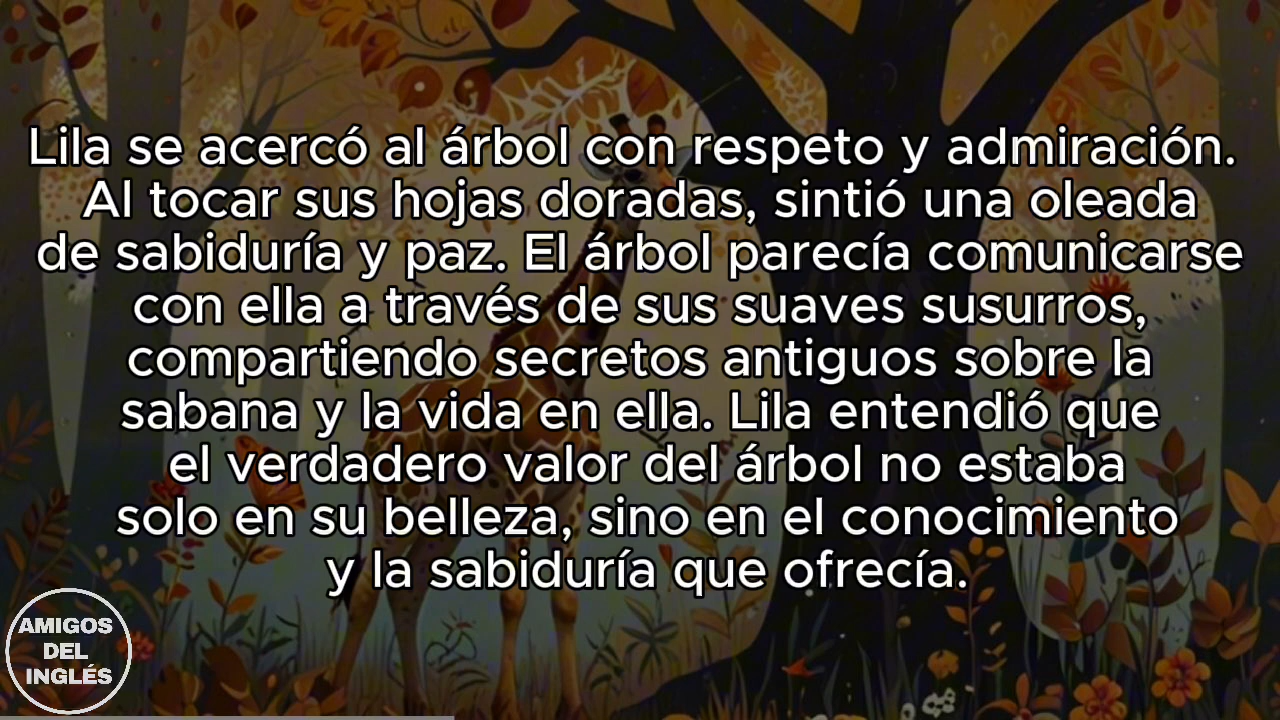 Lila se acercó al árbol con respeto y admiración.
Al tocar sus hojas doradas, sintió una oleada
de sabiduría y paz. El árbol parecía comunicarse
con ella a través de sus suaves susurros,
compartiendo secretos antiguos sobre la
sabana y la vida en ella. Lila entendió que
el verdadero valor del árbol no estaba
solo en su belleza, sino en el conocimiento
y la sabiduría que ofrecía.
AMIGOS
DEL
INGLÉS